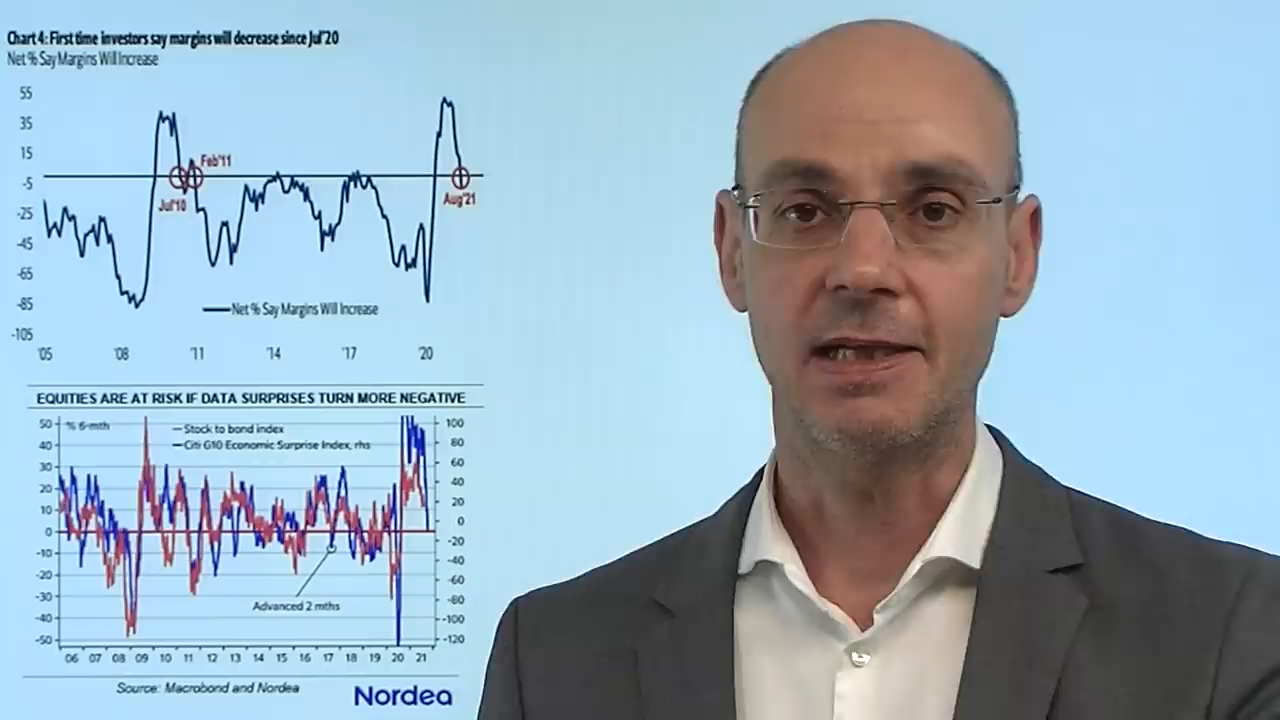 Chart 4: First time investors say margins will decrease since Jul'20
Net % Say Margins Will Increase
55
35
15
-5
-25
-45
-65
-85
-105
Feb'11
Jul'10
Aug'21
Net % Say Margins Will Increase
'05 '08 '11 '14 '17 '20
EQUITIES ARE AT RISK IF DATA SURPRISES TURN MORE NEGATIVE
% 6-mth
Stock to bond index
Citi G10 Economic Surprise Index, rhs
50
40
30
20
10
0
-10
-20
-30
-40
-50
100
80
60
40
20
0
-20
-40
-60
-80
-100
-120
Advanced 2 mths
06 07 08 09 10 11 12 13 14 15 16 17 18 19 20 21
Source: Macrobond and Nordea
Nordea